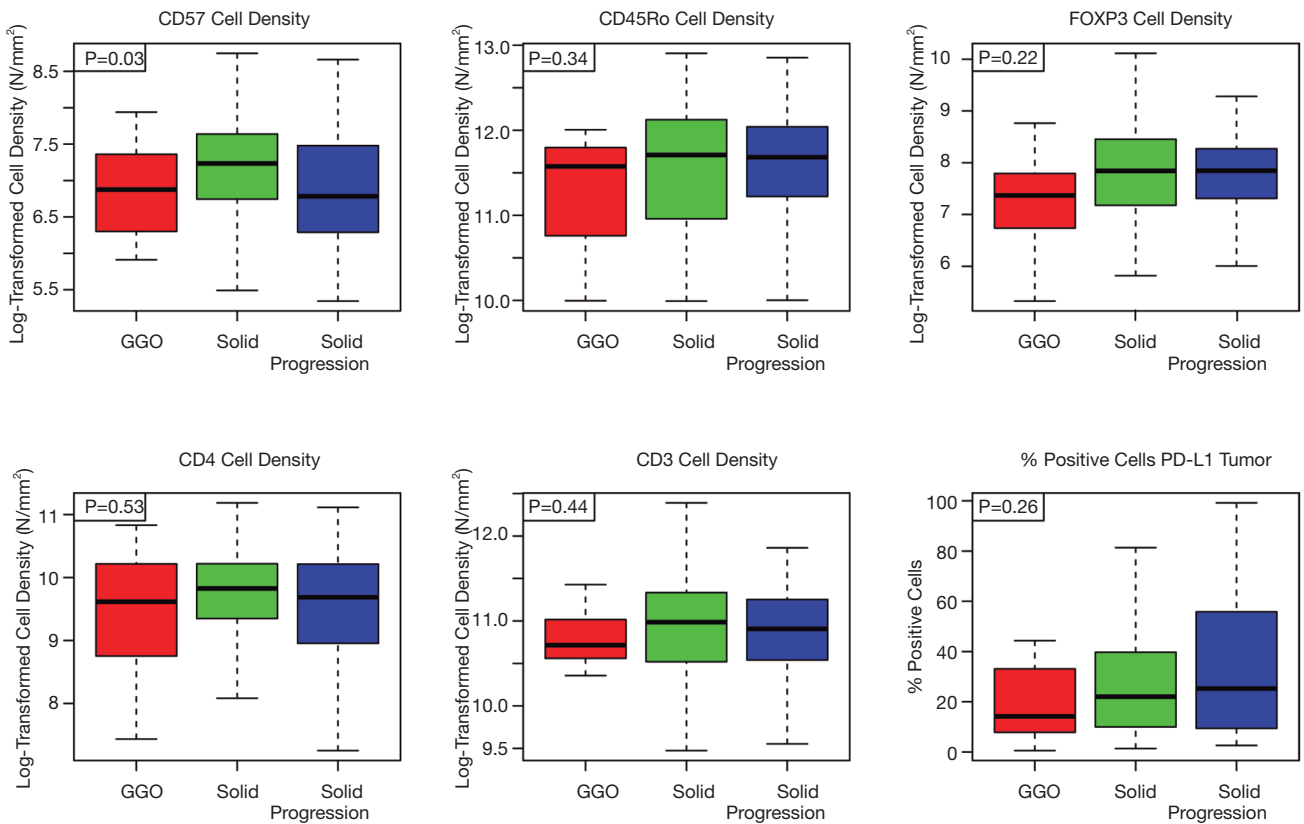 CD57 Cell Density
Log-Transformed Cell Density (N/mm²)
P=0.03
8.5
7.5
6.5
5.5
GGO Solid Solid
Progression
CD45Ro Cell Density
Log-Transformed Cell Density (N/mm²)
P=0.34
13.0
12.0
11.0
10.0
GGO Solid Solid
Progression
FOXP3 Cell Density
Log-Transformed Cell Density (N/mm²)
P=0.22
10
9
8
7
6
GGO Solid Solid
Progression
CD4 Cell Density
Log-Transformed Cell Density (N/mm²)
P=0.53
11
10
9
8
GGO Solid Solid
Progression
CD3 Cell Density
Log-Transformed Cell Density (N/mm²)
P=0.44
12.0
11.0
10.0
9.5
GGO Solid Solid
Progression
% Positive Cells PD-L1 Tumor
% Positive Cells
P=0.26
100
80
60
40
20
0
GGO Solid Solid
Progression